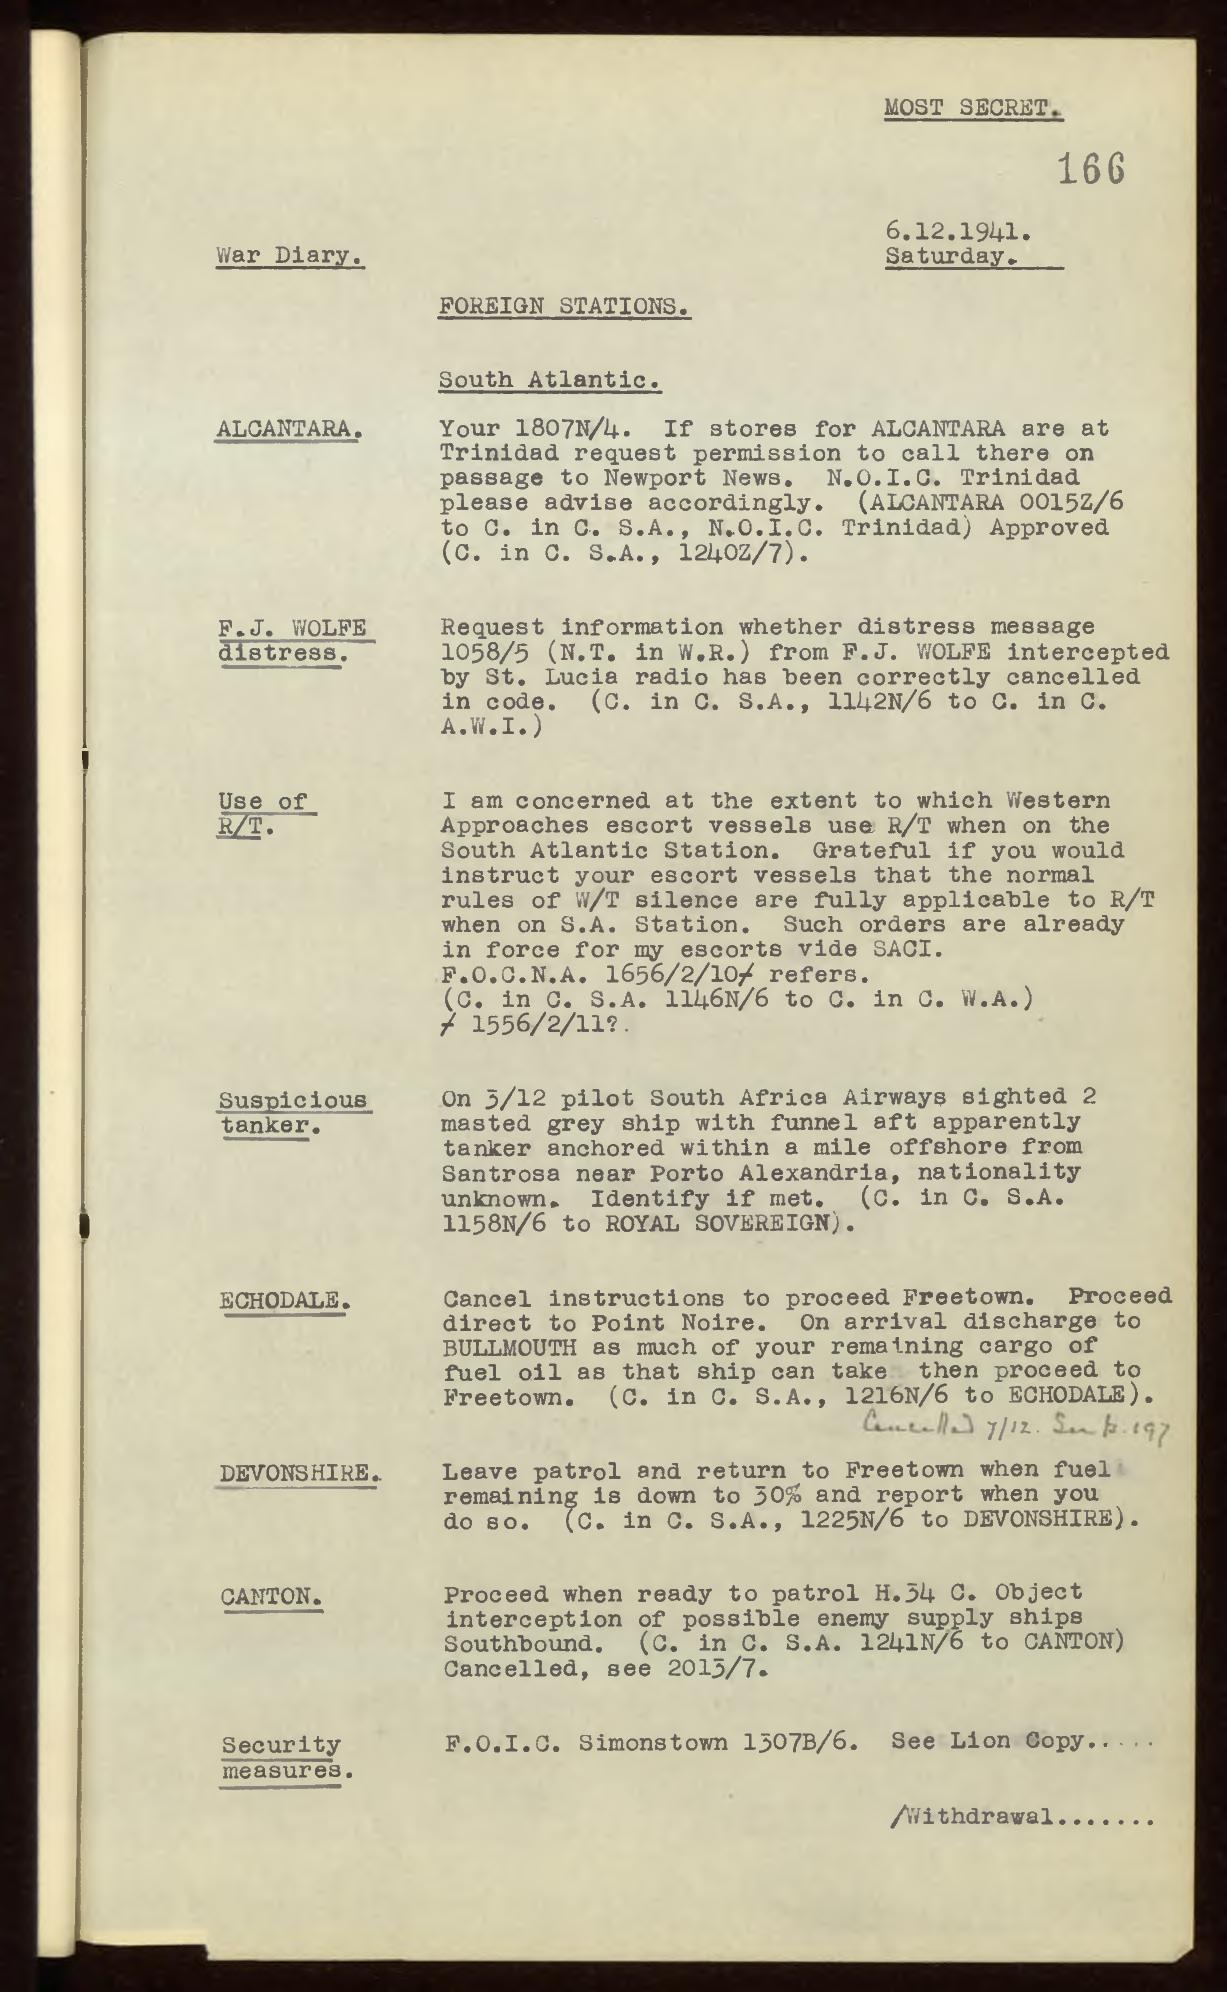 MOST SECRET.
166
6.12.1941.
War Diary.
Saturday.
FOREIGN STATIONS.
South Atlantic.
ALCANTARA. Your 1807N/4. If stores for ALCANTARA are at
Trinidad request permission to call there on
passage to Newport News. N.O.I.C. Trinidad
please advise accordingly. (ALCANTARA 0015Z/6
to C. in C. S.A., N.O.I.C. Trinidad) Approved
(C. in C. S.A., 1240Z/7).
F.J. WOLFE Request information whether distress message
distress. 1058/5 (N.T. in W.R.) from F.J. WOLFE intercepted
by St. Lucia radio has been correctly cancelled
in code. (C. in C. S.A., 1142N/6 to C. in C.
A.W.I.)
Use of I am concerned at the extent to which Western
R/T. Approaches escort vessels use R/T when on the
South Atlantic Station. Grateful if you would
instruct your escort vessels that the normal
rules of W/T silence are fully applicable to R/T
when on S.A. Station. Such orders are already
in force for my escorts vide SACI.
F.O.C.N.A. 1656/2/10≠ refers.
(C. in C. S.A. 1146N/6 to C. in C. W.A.)
≠ 1556/2/11?.
Suspicious On 3/12 pilot South Africa Airways sighted 2
tanker. masted grey ship with funnel aft apparently
tanker anchored within a mile offshore from
Santrosa near Porto Alexandria, nationality
unknown. Identify if met. (C. in C. S.A.
1158N/6 to ROYAL SOVEREIGN).
ECHODALE. Cancel instructions to proceed Freetown. Proceed
direct to Point Noire. On arrival discharge to
BULLMOUTH as much of your remaining cargo of
fuel oil as that ship can take then proceed to
Freetown. (C. in C. S.A., 1216N/6 to ECHODALE).
Cancelled 7/12. See p. 197
DEVONSHIRE. Leave patrol and return to Freetown when fuel
remaining is down to 30% and report when you
do so. (C. in C. S.A., 1225N/6 to DEVONSHIRE).
CANTON. Proceed when ready to patrol H.34 C. Object
interception of possible enemy supply ships
Southbound. (C. in C. S.A. 1241N/6 to CANTON)
Cancelled, see 2013/7.
Security F.O.I.C. Simonstown 1307B/6. See Lion Copy.....
measures.
/Withdrawal.......